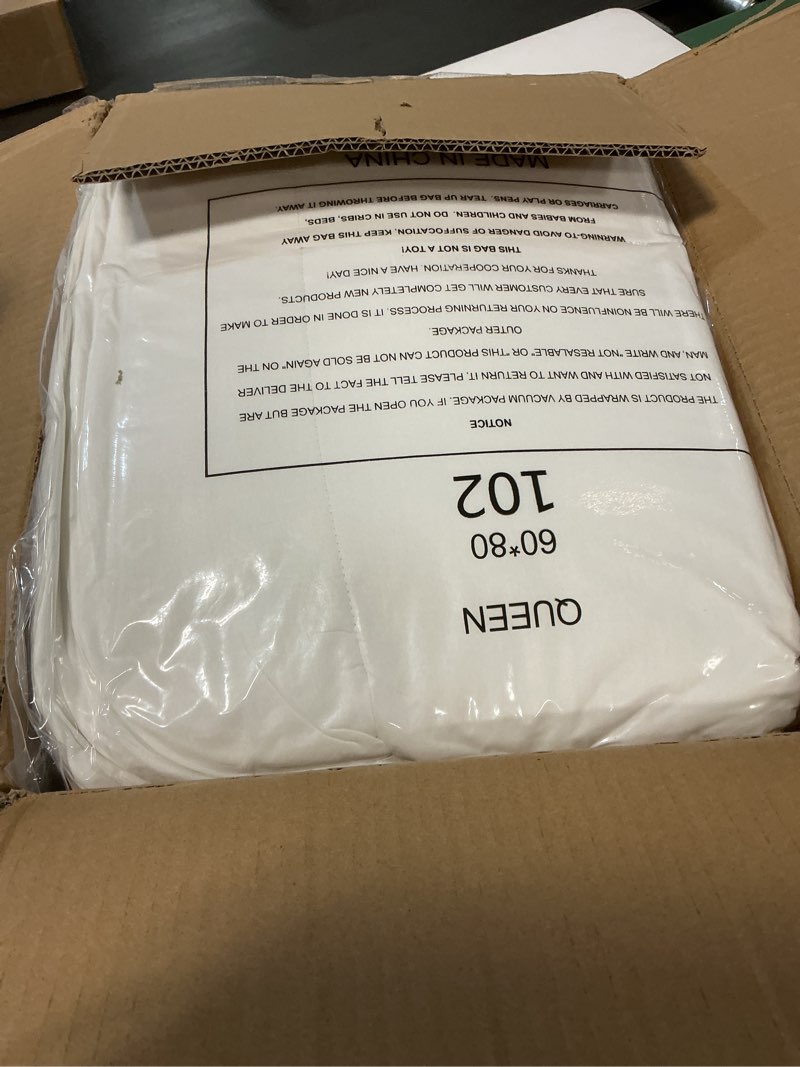 QUEEN
60*80
102
NOTICE
THE PRODUCT IS WRAPPED BY VACUUM PACKAGE. IF YOU OPEN THE PACKAGE BUT ARE
NOT SATISFIED WITH AND WANT TO RETURN IT, PLEASE TELL THE FACT TO THE DELIVER
MAN, AND WRITE "NOT RESALABLE" OR "THIS PRODUCT CAN NOT BE SOLD AGAIN" ON THE
OUTER PACKAGE.
THERE WILL BE NOINFLUENCE ON YOUR RETURNING PROCESS. IT IS DONE IN ORDER TO MAKE
SURE THAT EVERY CUSTOMER WILL GET COMPLETELY NEW PRODUCTS.
THANKS FOR YOUR COOPERATION, HAVE A NICE DAY!
THIS BAG IS NOT A TOY!
WARNING-TO AVOID DANGER OF SUFFOCATION, KEEP THIS BAG AWAY
FROM BABIES AND CHILDREN. DO NOT USE IN CRIBS, BEDS,
CARRIAGES OR PLAY PENS. TEAR UP BAG BEFORE THROWING IT AWAY.
MADE IN CHINA